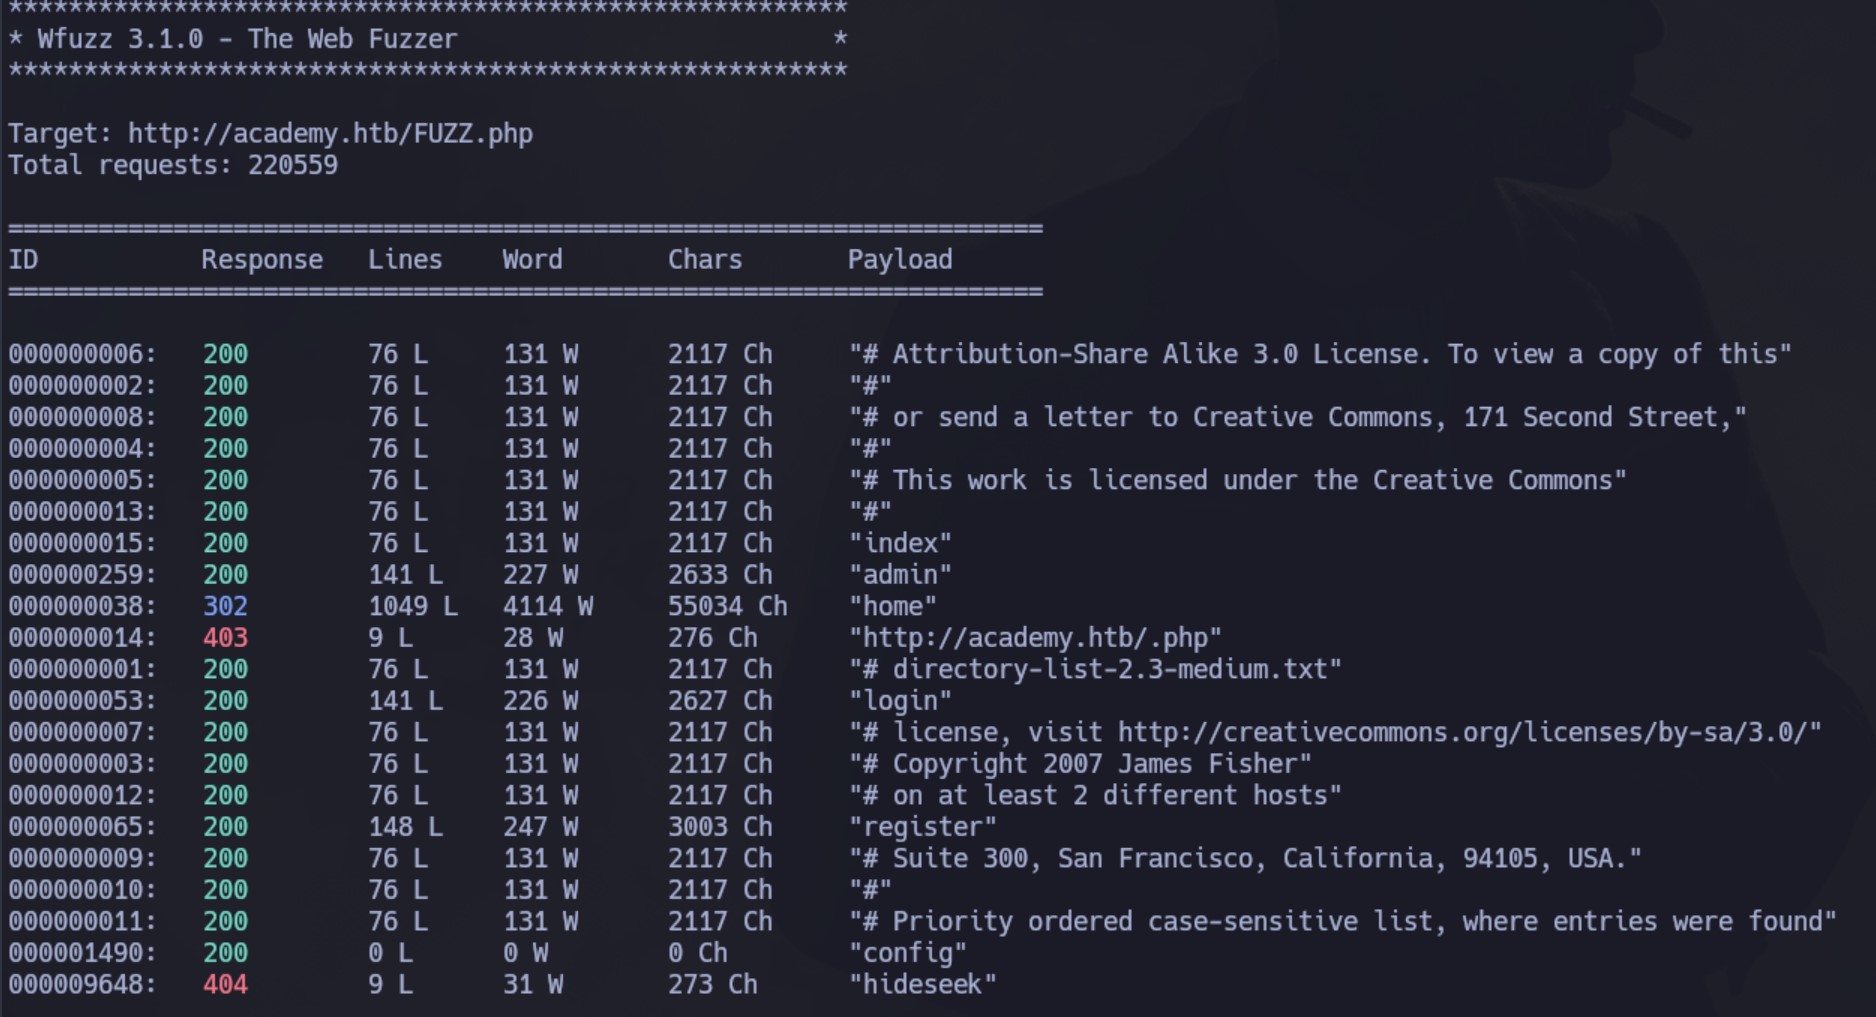 ********************************************************
* Wfuzz 3.1.0 - The Web Fuzzer                         *
********************************************************
Target: http://academy.htb/FUZZ.php
Total requests: 220559
=====================================================================
ID           Response   Lines    Word       Chars       Payload
=====================================================================
000000006:   200        76 L     131 W      2117 Ch     "# Attribution-Share Alike 3.0 License. To view a copy of this"
000000002:   200        76 L     131 W      2117 Ch     "#"
000000008:   200        76 L     131 W      2117 Ch     "# or send a letter to Creative Commons, 171 Second Street,"
000000004:   200        76 L     131 W      2117 Ch     "#"
000000005:   200        76 L     131 W      2117 Ch     "# This work is licensed under the Creative Commons"
000000013:   200        76 L     131 W      2117 Ch     "#"
000000015:   200        76 L     131 W      2117 Ch     "index"
000000259:   200        141 L    227 W      2633 Ch     "admin"
000000038:   302        1049 L   4114 W     55034 Ch    "home"
000000014:   403        9 L      28 W       276 Ch      "http://academy.htb/.php"
000000001:   200        76 L     131 W      2117 Ch     "# directory-list-2.3-medium.txt"
000000053:   200        141 L    226 W      2627 Ch     "login"
000000007:   200        76 L     131 W      2117 Ch     "# license, visit http://creativecommons.org/licenses/by-sa/3.0/"
000000003:   200        76 L     131 W      2117 Ch     "# Copyright 2007 James Fisher"
000000012:   200        76 L     131 W      2117 Ch     "# on at least 2 different hosts"
000000065:   200        148 L    247 W      3003 Ch     "register"
000000009:   200        76 L     131 W      2117 Ch     "# Suite 300, San Francisco, California, 94105, USA."
000000010:   200        76 L     131 W      2117 Ch     "#"
000000011:   200        76 L     131 W      2117 Ch     "# Priority ordered case-sensitive list, where entries were found"
000001490:   200        0 L      0 W        0 Ch        "config"
000009648:   404        9 L      31 W       273 Ch      "hideseek"